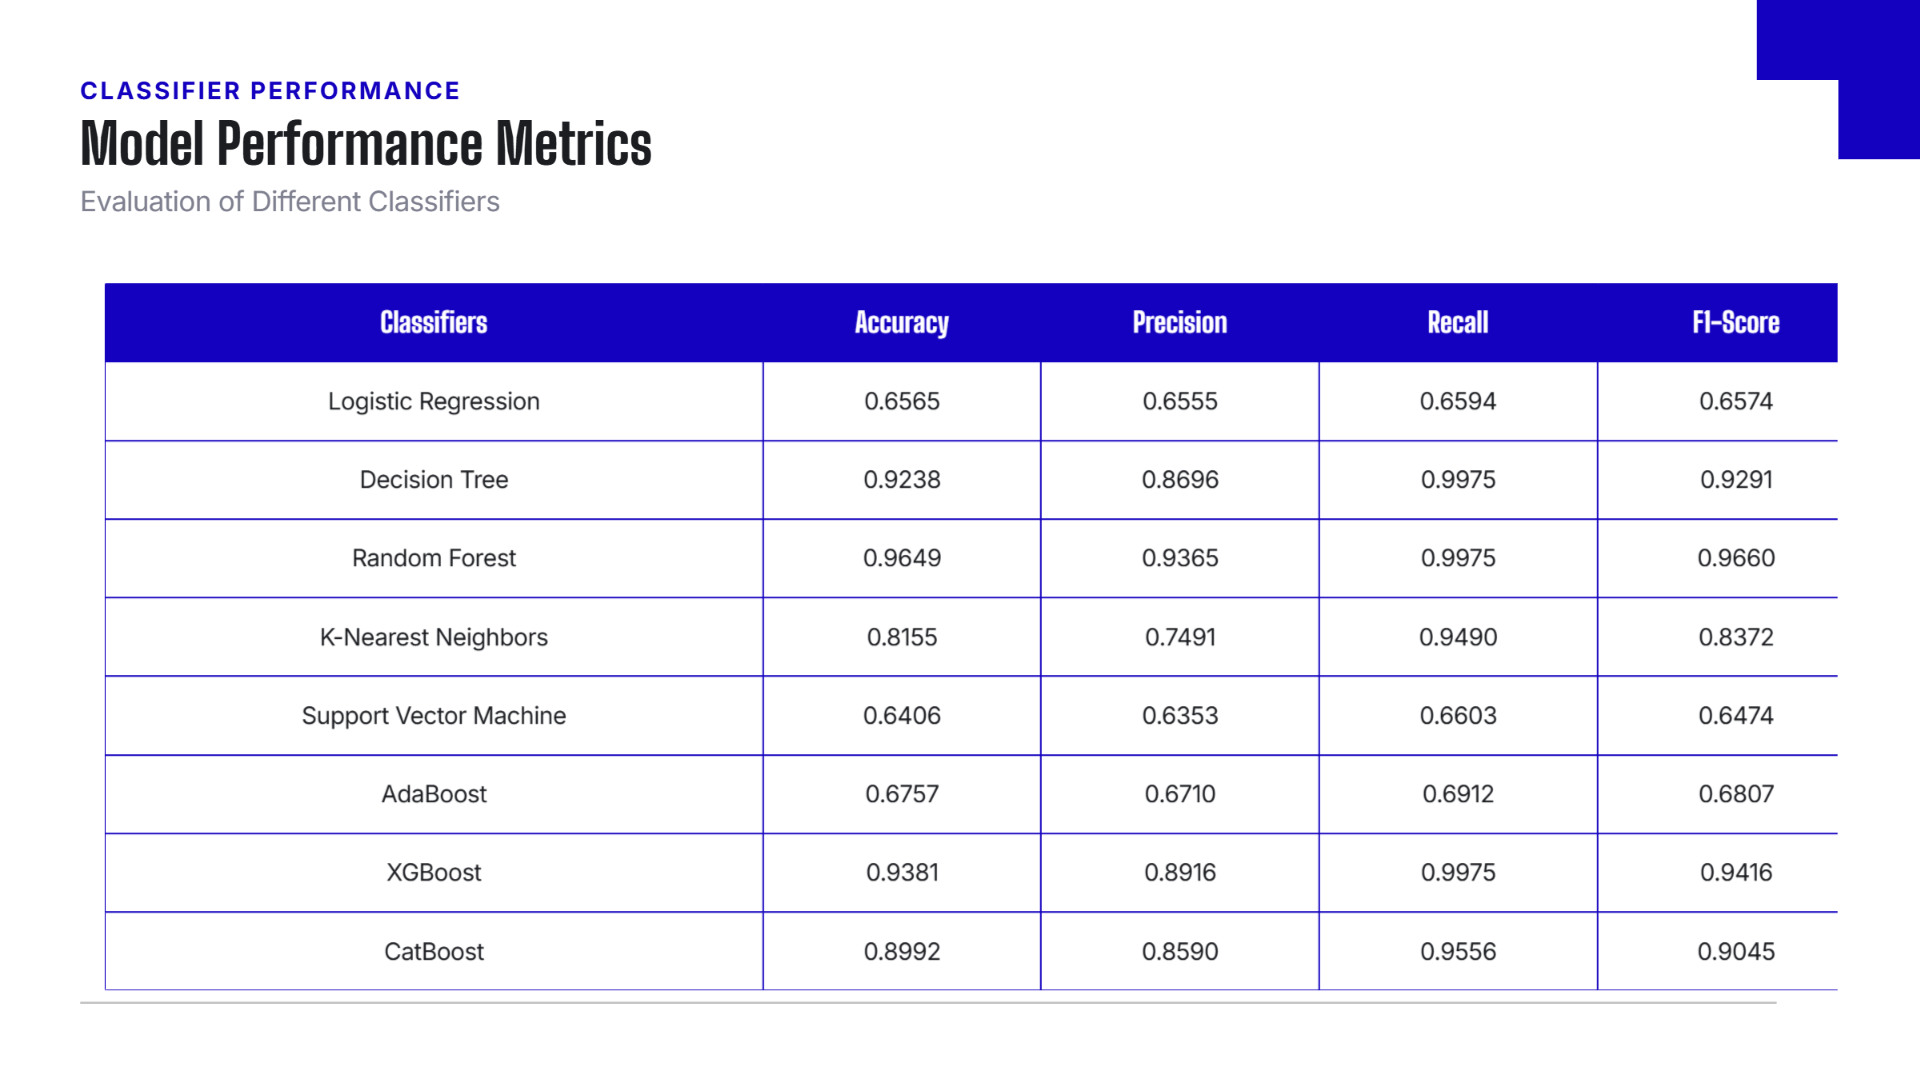 CLASSIFIER PERFORMANCE
Model Performance Metrics
Evaluation of Different Classifiers
Classifiers Accuracy Precision Recall F1-Score
Logistic Regression 0.6565 0.6555 0.6594 0.6574
Decision Tree 0.9238 0.8696 0.9975 0.9291
Random Forest 0.9649 0.9365 0.9975 0.9660
K-Nearest Neighbors 0.8155 0.7491 0.9490 0.8372
Support Vector Machine 0.6406 0.6353 0.6603 0.6474
AdaBoost 0.6757 0.6710 0.6912 0.6807
XGBoost 0.9381 0.8916 0.9975 0.9416
CatBoost 0.8992 0.8590 0.9556 0.9045